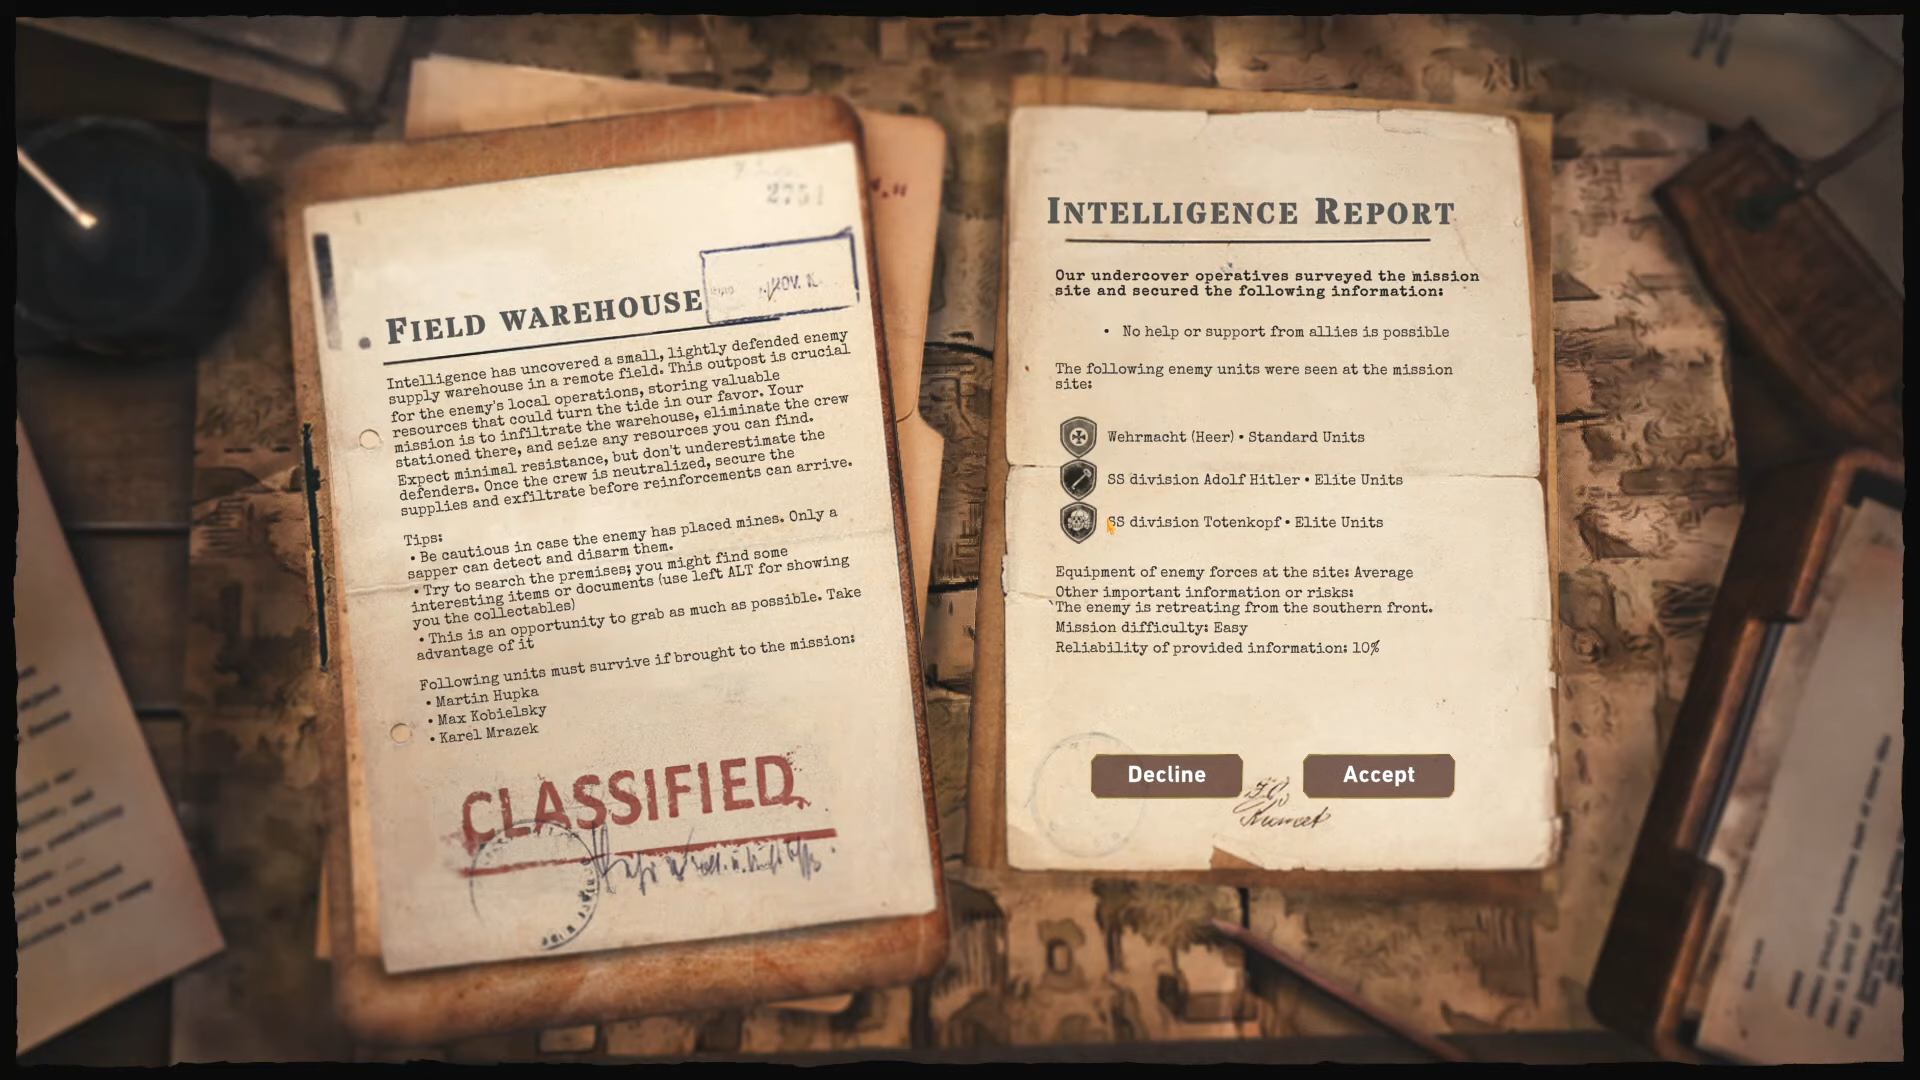 2751
NOV.
FIELD WAREHOUSE
Intelligence has uncovered a small, lightly defended enemy
supply warehouse in a remote field. This outpost is crucial
for the enemy's local operations, storing valuable
resources that could turn the tide in our favor. Your
mission is to infiltrate the warehouse, eliminate the crew
stationed there, and seize any resources you can find.
Expect minimal resistance, but don't underestimate the
defenders. Once the crew is neutralized, secure the
supplies and exfiltrate before reinforcements can arrive.
Tips:
• Be cautious in case the enemy has placed mines. Only a
sapper can detect and disarm them.
• Try to search the premises; you might find some
interesting items or documents (use left ALT for showing
you the collectables)
• This is an opportunity to grab as much as possible. Take
advantage of it
Following units must survive if brought to the mission:
• Martin Hupka
• Max Kobielsky
• Karel Mrazek
CLASSIFIED
INTELLIGENCE REPORT
Our undercover operatives surveyed the mission
site and secured the following information:
• No help or support from allies is possible
The following enemy units were seen at the mission
site:
Wehrmacht (Heer) • Standard Units
SS division Adolf Hitler • Elite Units
SS division Totenkopf • Elite Units
Equipment of enemy forces at the site: Average
Other important information or risks:
`The enemy is retreating from the southern front.
Mission difficulty: Easy
Reliability of provided information: 10%
Decline
Accept